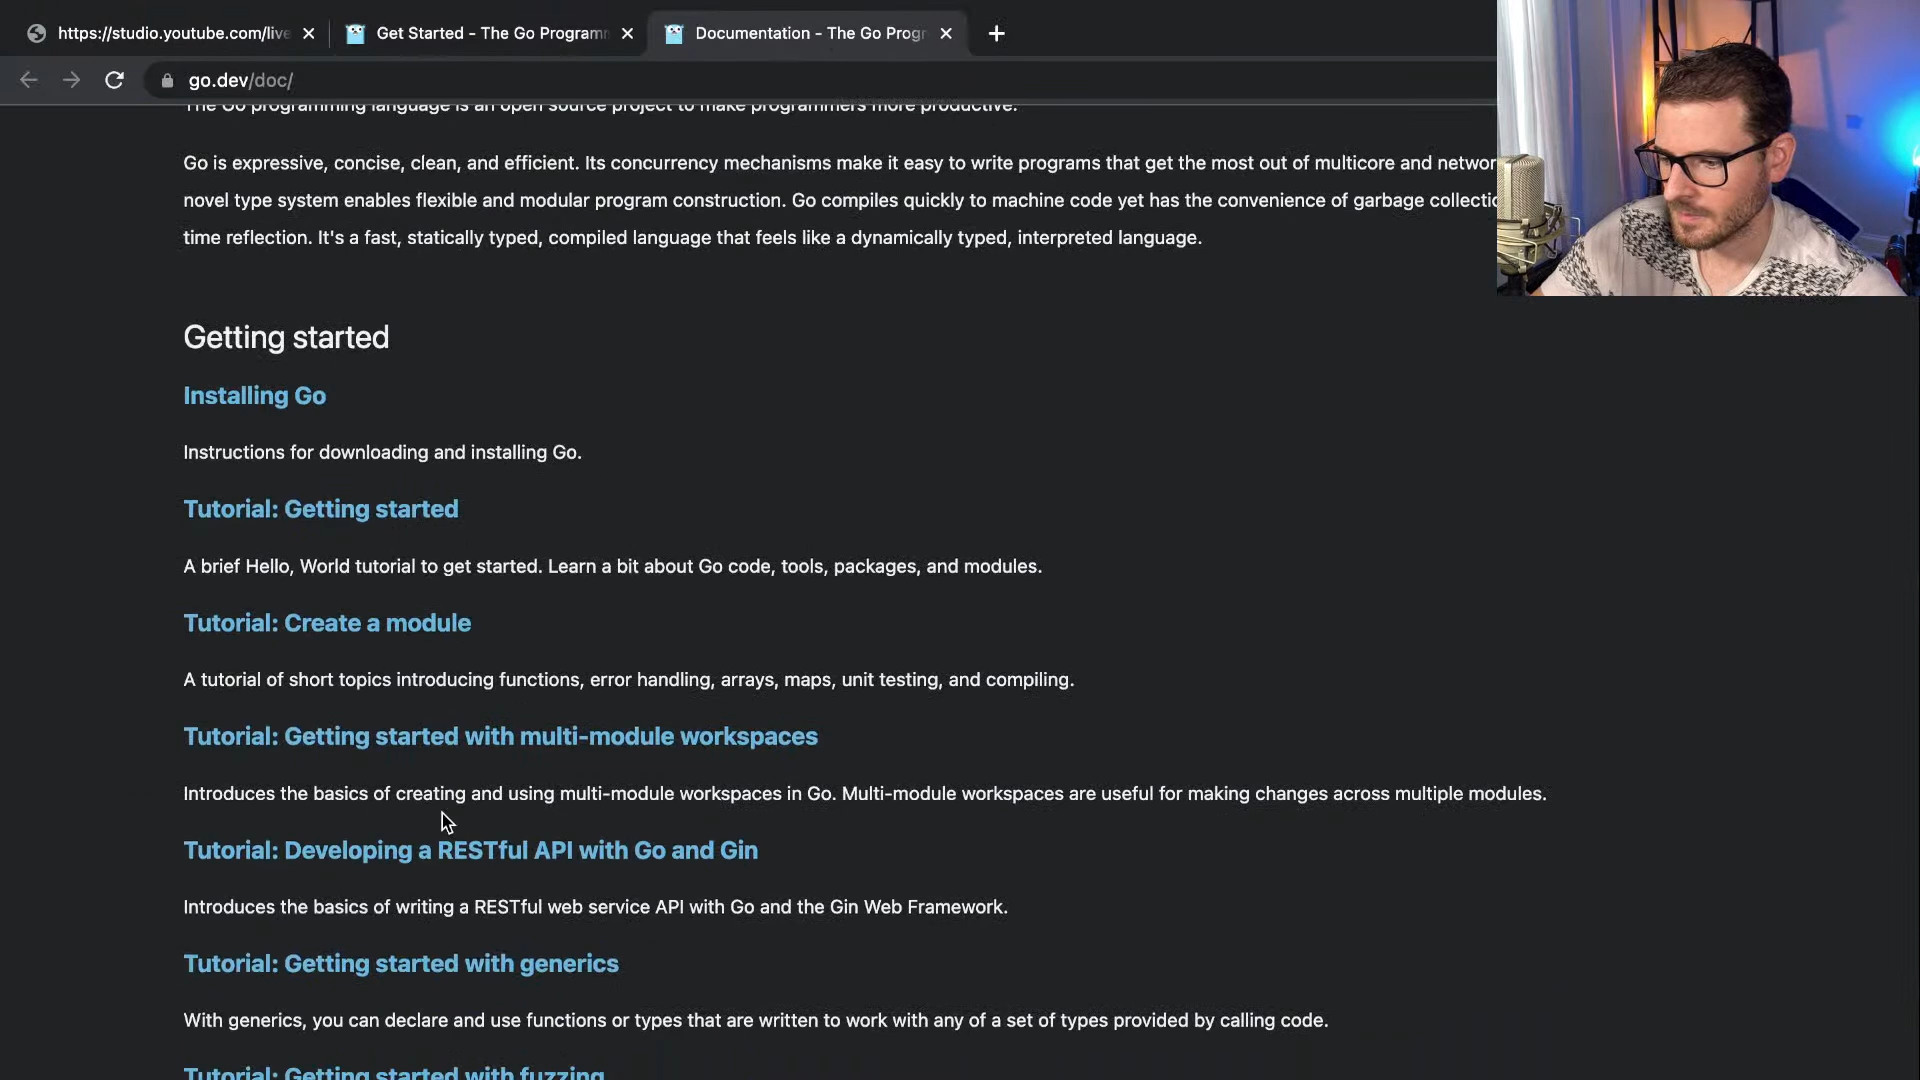 https://studio.youtube.com/live
Get Started - The Go Programm
Documentation - The Go Prog
go.dev/doc/
The Go programming language is an open source project to make programmers more productive.
Go is expressive, concise, clean, and efficient. Its concurrency mechanisms make it easy to write programs that get the most out of multicore and networ
novel type system enables flexible and modular program construction. Go compiles quickly to machine code yet has the convenience of garbage collectio
time reflection. It's a fast, statically typed, compiled language that feels like a dynamically typed, interpreted language.
Getting started
Installing Go
Instructions for downloading and installing Go.
Tutorial: Getting started
A brief Hello, World tutorial to get started. Learn a bit about Go code, tools, packages, and modules.
Tutorial: Create a module
A tutorial of short topics introducing functions, error handling, arrays, maps, unit testing, and compiling.
Tutorial: Getting started with multi-module workspaces
Introduces the basics of creating and using multi-module workspaces in Go. Multi-module workspaces are useful for making changes across multiple modules.
Tutorial: Developing a RESTful API with Go and Gin
Introduces the basics of writing a RESTful web service API with Go and the Gin Web Framework.
Tutorial: Getting started with generics
With generics, you can declare and use functions or types that are written to work with any of a set of types provided by calling code.
Tutorial: Getting started with fuzzing